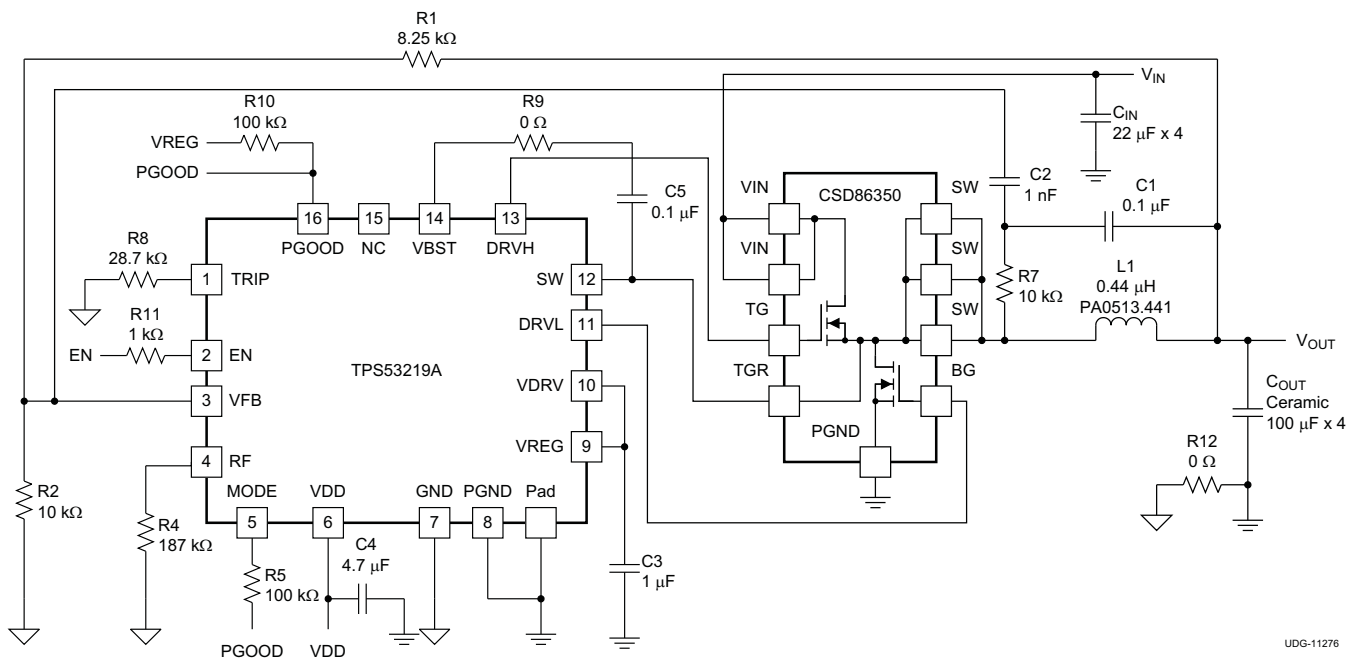 R1
8.25 kΩ
VIN
R10
100 kΩ
R9
0 Ω
CIN
22 µF x 4
VREG
PGOOD
C5
0.1 µF
VIN
CSD86350
SW
C2
1 nF
C1
0.1 µF
16
15
14
13
PGOOD
NC
VBST
DRVH
VIN
SW
R8
28.7 kΩ
1
TRIP
SW
12
TG
SW
R7
10 kΩ
L1
0.44 µH
PA0513.441
R11
1 kΩ
DRVL
11
EN
2
EN
TPS53219A
TGR
BG
VOUT
VDRV
10
3
VFB
PGND
COUT
Ceramic
100 µF x 4
VREG
9
4
RF
R12
0 Ω
R2
10 kΩ
MODE
VDD
GND
PGND
Pad
5
6
7
8
R4
187 kΩ
C4
4.7 µF
C3
1 µF
R5
100 kΩ
PGOOD
VDD
UDG-11276